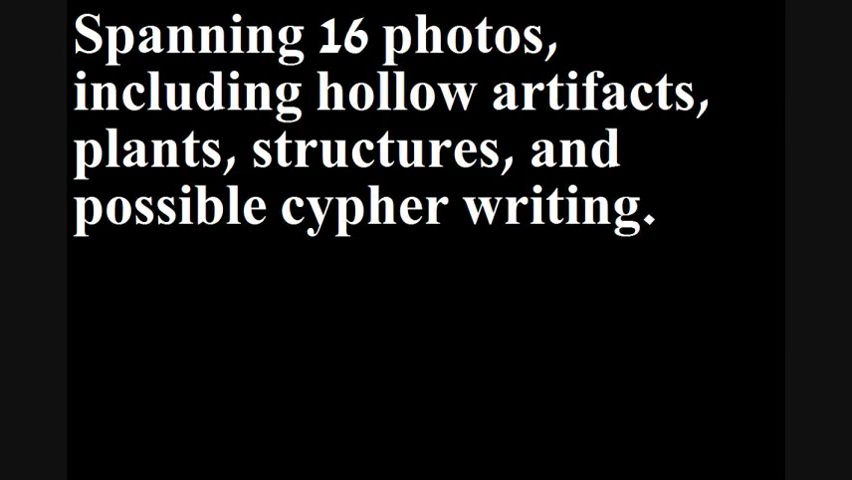 Spanning 16 photos,
including hollow artifacts,
plants, structures, and
possible cypher writing.